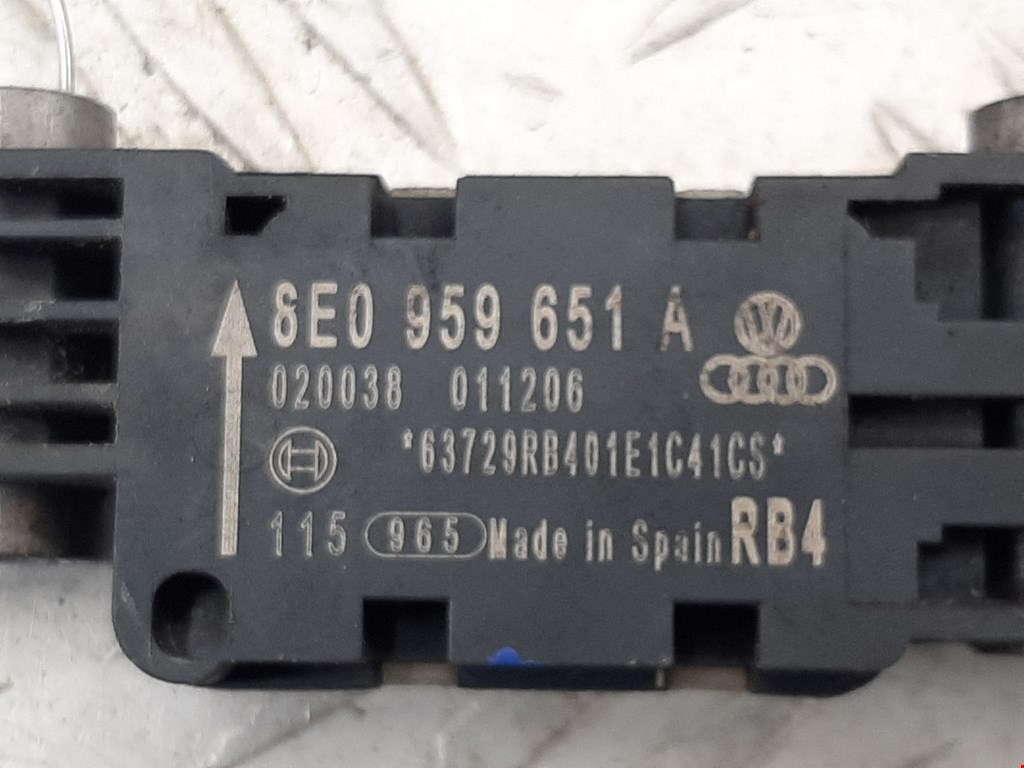 8E0 959 651 A
020038 011206
*63729RB401E1C41CS*
115 965 Made in Spain RB4